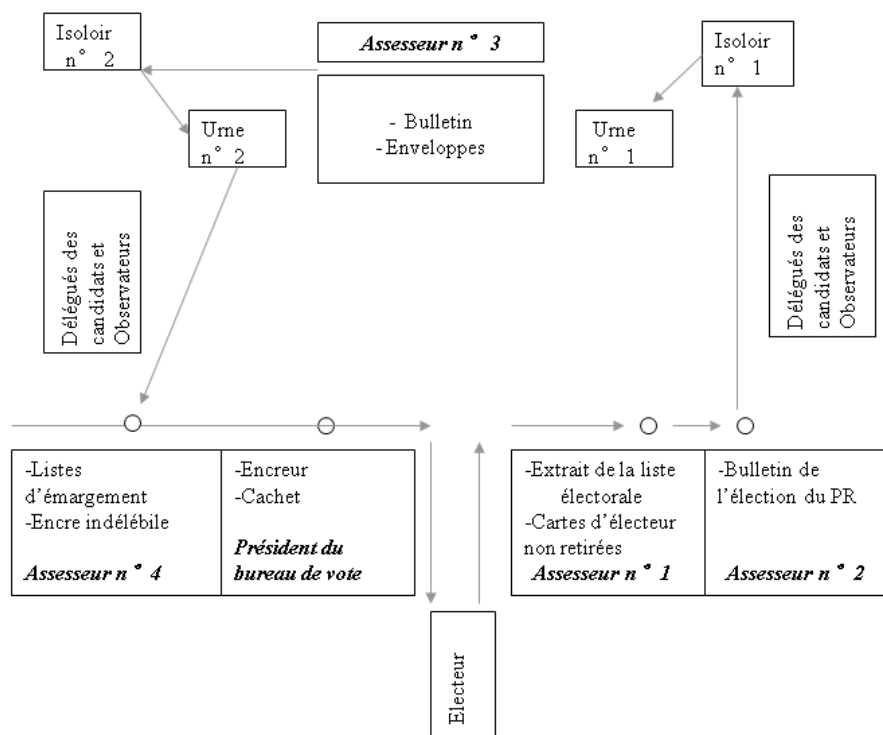 Isoloir
n° 2
Assesseur n° 3
Isoloir
n° 1
- Bulletin
-Enveloppes
Urne
n° 2
Urne
n° 1
Délégués des
candidats et
Observateurs
Délégués des
candidats et
Observateurs
-Listes
d'émargement
-Encre indélébile
Assesseur n° 4
-Encreur
-Cachet
Président du
bureau de vote
-Extrait de la liste
électorale
-Cartes d'électeur
non retirées
Assesseur n° 1
-Bulletin de
l'élection du PR
Assesseur n° 2
Electeur